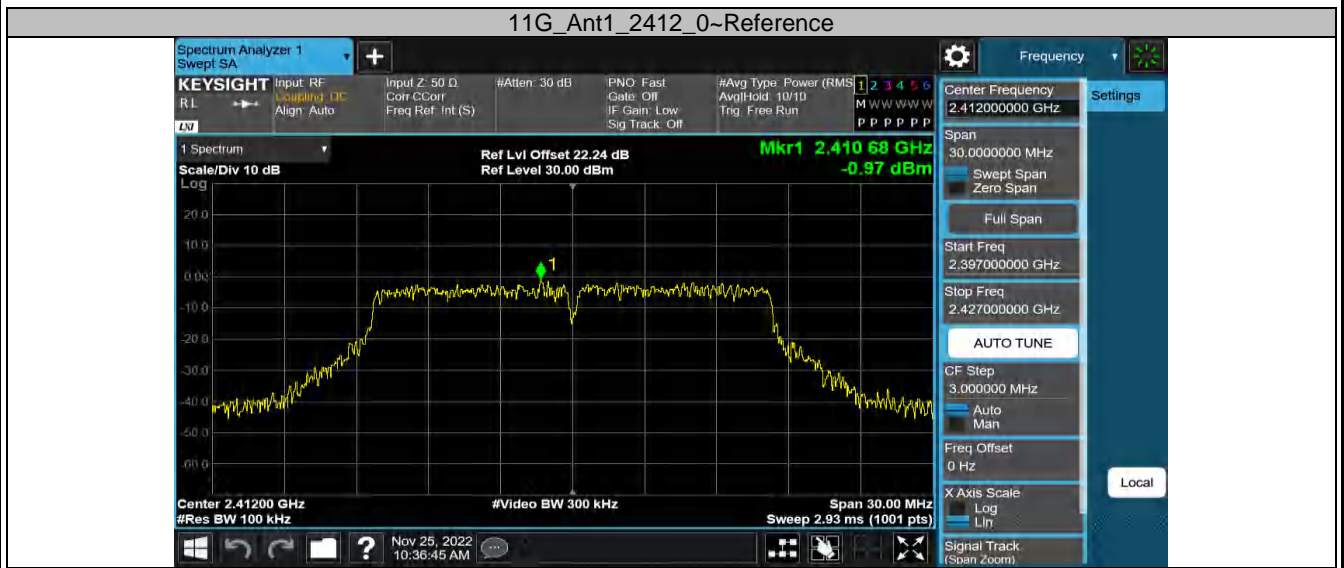 11G_Ant1_2412_0~Reference
Spectrum Analyzer 1
Swept SA
+
Frequency
KEYSIGHT
RL
LXI
Input: RF
Coupling: DC
Align: Auto
Input Z: 50 Ω
Corr CCorr
Freq Ref: Int (S)
#Atten: 30 dB
PNO: Fast
Gate: Off
IF Gain: Low
Sig Track: Off
#Avg Type: Power (RMS
Avg|Hold: 10/10
Trig: Free Run
1 2 3 4 5 6
M W W W W W
P P P P P P
1 Spectrum
Scale/Div 10 dB
Ref Lvl Offset 22.24 dB
Ref Level 30.00 dBm
Mkr1 2.410 68 GHz
-0.97 dBm
Log
20.0
10.0
0.00
-10.0
-20.0
-30.0
-40.0
-50.0
-60.0
1
Center 2.41200 GHz
#Res BW 100 kHz
#Video BW 300 kHz
Span 30.00 MHz
Sweep 2.93 ms (1001 pts)
Nov 25, 2022
10:36:45 AM
?
Center Frequency
2.412000000 GHz
Settings
Span
30.0000000 MHz
Swept Span
Zero Span
Full Span
Start Freq
2.397000000 GHz
Stop Freq
2.427000000 GHz
AUTO TUNE
CF Step
3.000000 MHz
Auto
Man
Freq Offset
0 Hz
X Axis Scale
Log
Lin
Local
Signal Track
(Span Zoom)